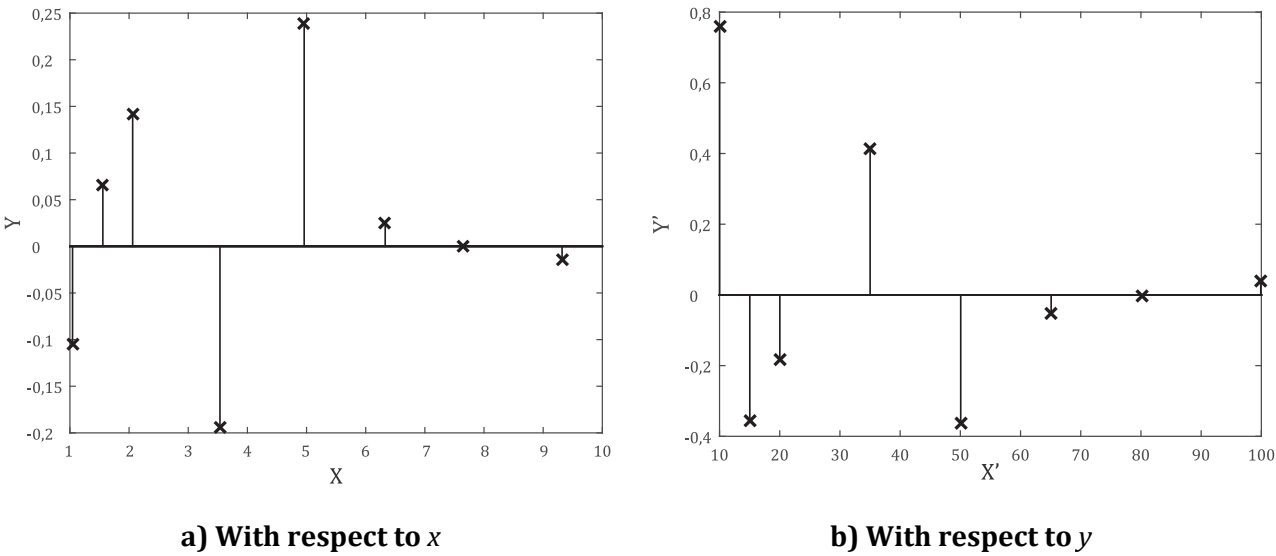 0,25
0,2
0,15
0,1
0,05
0
-0,05
-0,1
-0,15
-0,2
Y
1 2 3 4 5 6 7 8 9 10
X
a) With respect to x
0,8
0,6
0,4
0,2
0
-0,2
-0,4
Y’
10 20 30 40 50 60 70 80 90 100
X’
b) With respect to y